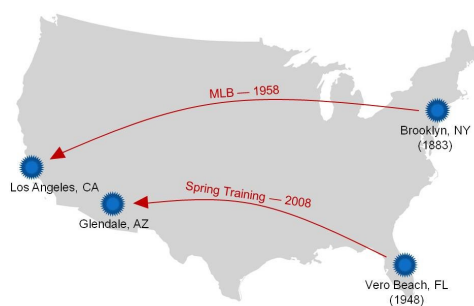 MLB — 1958
Brooklyn, NY
(1883)
Los Angeles, CA
Spring Training — 2008
Glendale, AZ
Vero Beach, FL
(1948)